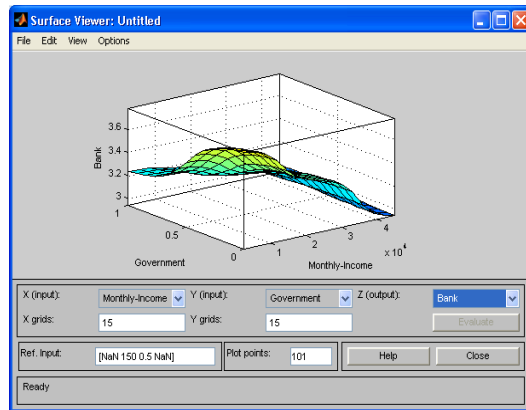 Surface Viewer: Untitled
File Edit View Options
3.6
3.4
3.2
3
Bank
1
0.5
0
Government
1
2
3
4
x 10⁴
Monthly-Income
X (input): Monthly-Income Y (input): Government Z (output): Bank
X grids: 15 Y grids: 15 Evaluate
Ref. Input: [NaN 150 0.5 NaN] Plot points: 101 Help Close
Ready